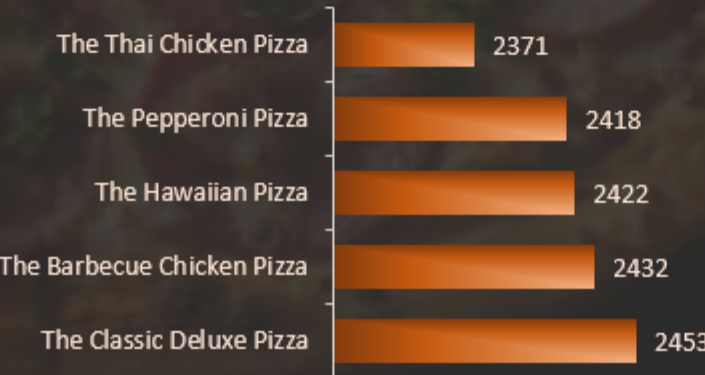 The Thai Chicken Pizza 2371
The Pepperoni Pizza 2418
The Hawaiian Pizza 2422
The Barbecue Chicken Pizza 2432
The Classic Deluxe Pizza 2453